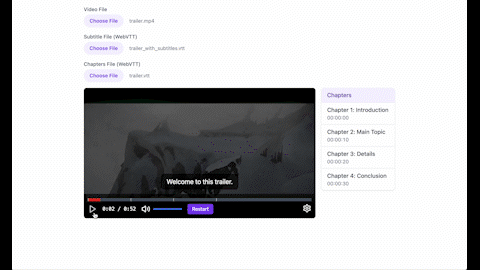 Video File
Choose File trailer.mp4
Subtitle File (WebVTT)
Choose File trailer_with_subtitles.vtt
Chapters File (WebVTT)
Choose File trailer.vtt
Chapters
Chapter 1: Introduction
00:00:00
Chapter 2: Main Topic
00:00:10
Chapter 3: Details
00:00:20
Chapter 4: Conclusion
00:00:30
Welcome to this trailer.
0:02 / 0:52 Restart